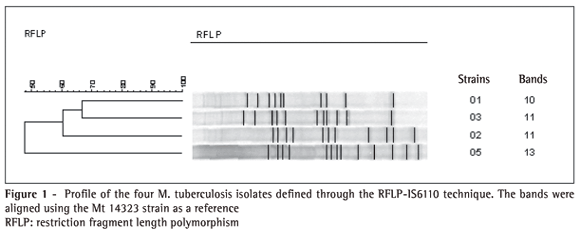 RFLP
RFLP
50 60 70 80 90 100
Strains Bands
01 10
03 11
02 11
05 13
Figure 1 - Profile of the four M. tuberculosis isolates defined through the RFLP-IS6110 technique. The bands were
aligned using the Mt 14323 strain as a reference
RFLP: restriction fragment length polymorphism